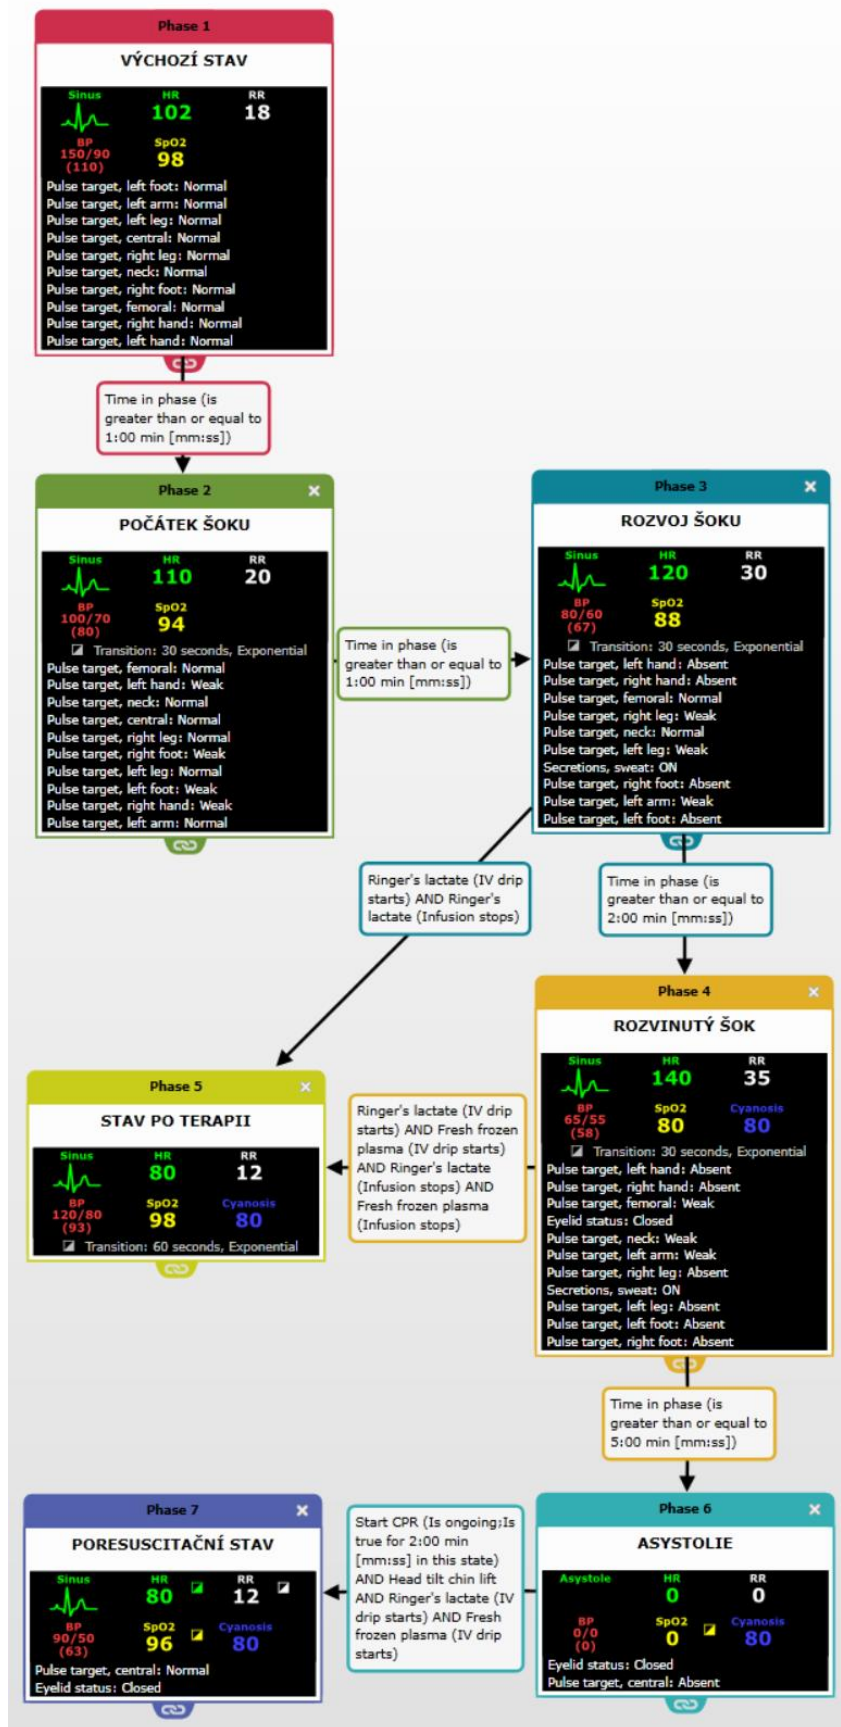 Phase 1
VÝCHOZÍ STAV
Sinus HR RR
102 18
BP SpO2
150/90 98
(110)
Pulse target, left foot: Normal
Pulse target, left arm: Normal
Pulse target, left leg: Normal
Pulse target, central: Normal
Pulse target, right leg: Normal
Pulse target, neck: Normal
Pulse target, right foot: Normal
Pulse target, femoral: Normal
Pulse target, right hand: Normal
Pulse target, left hand: Normal
Time in phase (is
greater than or equal to
1:00 min [mm:ss])
Phase 2
POČÁTEK ŠOKU
Sinus HR RR
110 20
BP SpO2
100/70 94
(80)
Transition: 30 seconds, Exponential
Pulse target, femoral: Normal
Pulse target, left hand: Weak
Pulse target, neck: Normal
Pulse target, central: Normal
Pulse target, right leg: Normal
Pulse target, right foot: Weak
Pulse target, left leg: Normal
Pulse target, left foot: Weak
Pulse target, right hand: Weak
Pulse target, left arm: Normal
Time in phase (is
greater than or equal to
1:00 min [mm:ss])
Phase 3
ROZVOJ ŠOKU
Sinus HR RR
120 30
BP SpO2
80/60 88
(67)
Transition: 30 seconds, Exponential
Pulse target, left hand: Absent
Pulse target, right hand: Absent
Pulse target, femoral: Normal
Pulse target, right leg: Weak
Pulse target, neck: Normal
Pulse target, left leg: Weak
Secretions, sweat: ON
Pulse target, right foot: Absent
Pulse target, left arm: Weak
Pulse target, left foot: Absent
Ringer's lactate (IV drip
starts) AND Ringer's
lactate (Infusion stops)
Time in phase (is
greater than or equal to
2:00 min [mm:ss])
Phase 4
ROZVINUTÝ ŠOK
Sinus HR RR
140 35
BP SpO2 Cyanosis
65/55 80 80
(58)
Transition: 30 seconds, Exponential
Pulse target, left hand: Absent
Pulse target, right hand: Absent
Pulse target, femoral: Weak
Eyelid status: Closed
Pulse target, neck: Weak
Pulse target, left arm: Weak
Pulse target, right leg: Absent
Secretions, sweat: ON
Pulse target, left leg: Absent
Pulse target, left foot: Absent
Pulse target, right foot: Absent
Ringer's lactate (IV drip
starts) AND Fresh frozen
plasma (IV drip starts)
AND Ringer's lactate
(Infusion stops) AND
Fresh frozen plasma
(Infusion stops)
Phase 5
STAV PO TERAPII
Sinus HR RR
80 12
BP SpO2 Cyanosis
120/80 98 80
(93)
Transition: 60 seconds, Exponential
Time in phase (is
greater than or equal to
5:00 min [mm:ss])
Phase 6
ASYSTOLIE
Asystole HR RR
0 0
BP SpO2 Cyanosis
0/0 0 80
(0)
Eyelid status: Closed
Pulse target, central: Absent
Start CPR (Is ongoing;Is
true for 2:00 min
[mm:ss] in this state)
AND Head tilt chin lift
AND Ringer's lactate (IV
drip starts) AND Fresh
frozen plasma (IV drip
starts)
Phase 7
PORESUSCITAČNÍ STAV
Sinus HR RR
80 12
BP SpO2 Cyanosis
90/50 96 80
(63)
Pulse target, central: Normal
Eyelid status: Closed